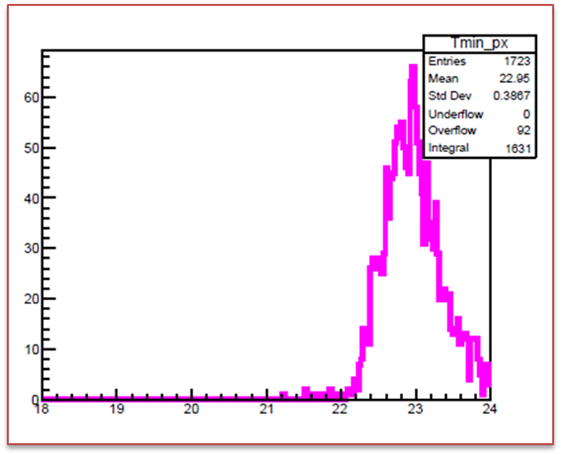 Tmin_px
Entries 1723
Mean 22.95
Std Dev 0.3867
Underflow 0
Overflow 92
Integral 1631
60
50
40
30
20
10
0
18 19 20 21 22 23 24